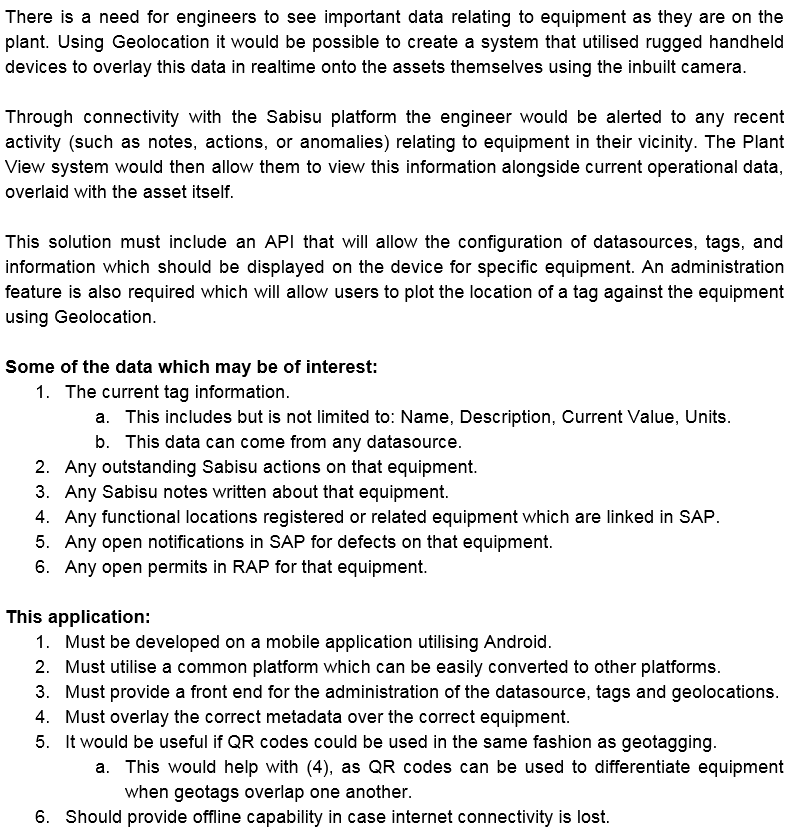 There is a need for engineers to see important data relating to equipment as they are on the
plant. Using Geolocation it would be possible to create a system that utilised rugged handheld
devices to overlay this data in realtime onto the assets themselves using the inbuilt camera.
Through connectivity with the Sabisu platform the engineer would be alerted to any recent
activity (such as notes, actions, or anomalies) relating to equipment in their vicinity. The Plant
View system would then allow them to view this information alongside current operational data,
overlaid with the asset itself.
This solution must include an API that will allow the configuration of datasources, tags, and
information which should be displayed on the device for specific equipment. An administration
feature is also required which will allow users to plot the location of a tag against the equipment
using Geolocation.
Some of the data which may be of interest:
1. The current tag information.
a. This includes but is not limited to: Name, Description, Current Value, Units.
b. This data can come from any datasource.
2. Any outstanding Sabisu actions on that equipment.
3. Any Sabisu notes written about that equipment.
4. Any functional locations registered or related equipment which are linked in SAP.
5. Any open notifications in SAP for defects on that equipment.
6. Any open permits in RAP for that equipment.
This application:
1. Must be developed on a mobile application utilising Android.
2. Must utilise a common platform which can be easily converted to other platforms.
3. Must provide a front end for the administration of the datasource, tags and geolocations.
4. Must overlay the correct metadata over the correct equipment.
5. It would be useful if QR codes could be used in the same fashion as geotagging.
a. This would help with (4), as QR codes can be used to differentiate equipment
when geotags overlap one another.
6. Should provide offline capability in case internet connectivity is lost.